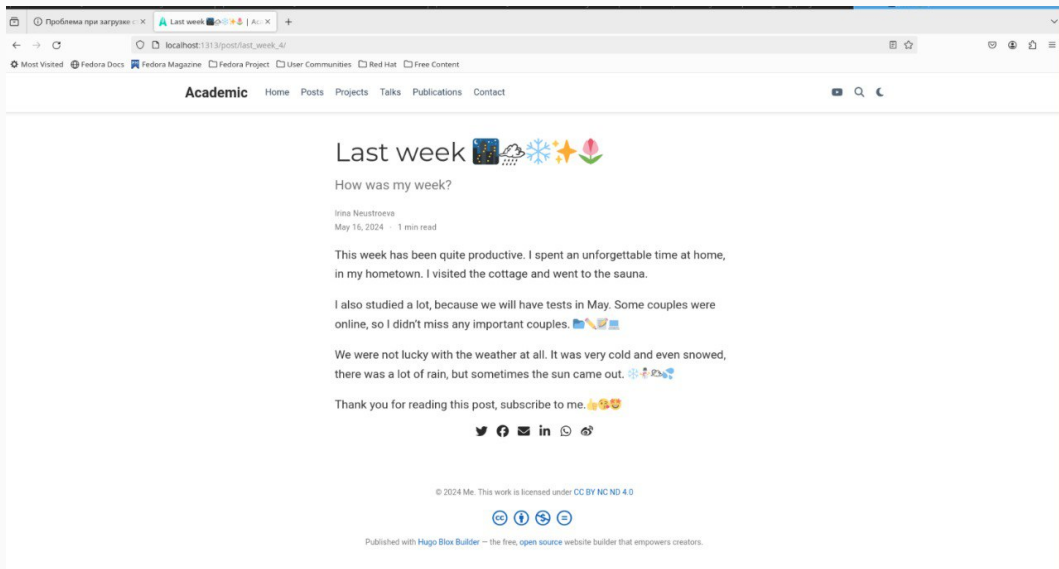 Проблема при загрузке с
Last week 🌃🌧❄✨🌷 | Ac
localhost:1313/post/last_week_4/
Most Visited Fedora Docs Fedora Magazine Fedora Project User Communities Red Hat Free Content
Academic Home Posts Projects Talks Publications Contact
Last week 🌃🌧❄✨🌷
How was my week?
Irina Neustroeva
May 16, 2024 · 1 min read
This week has been quite productive. I spent an unforgettable time at home,
in my hometown. I visited the cottage and went to the sauna.
I also studied a lot, because we will have tests in May. Some couples were
online, so I didn't miss any important couples. 📂✏📝💻
We were not lucky with the weather at all. It was very cold and even snowed,
there was a lot of rain, but sometimes the sun came out. ❄⛄🌥💦
Thank you for reading this post, subscribe to me.👍😘😍
© 2024 Me. This work is licensed under CC BY NC ND 4.0
Published with Hugo Blox Builder — the free, open source website builder that empowers creators.